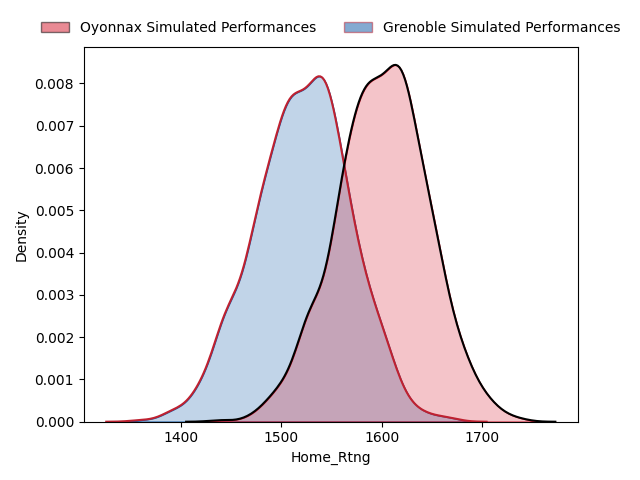 Oyonnax Simulated Performances Grenoble Simulated Performances
0.008
0.007
0.006
0.005
0.004
0.003
0.002
0.001
0.000
Density
1400 1500 1600 1700
Home_Rtng